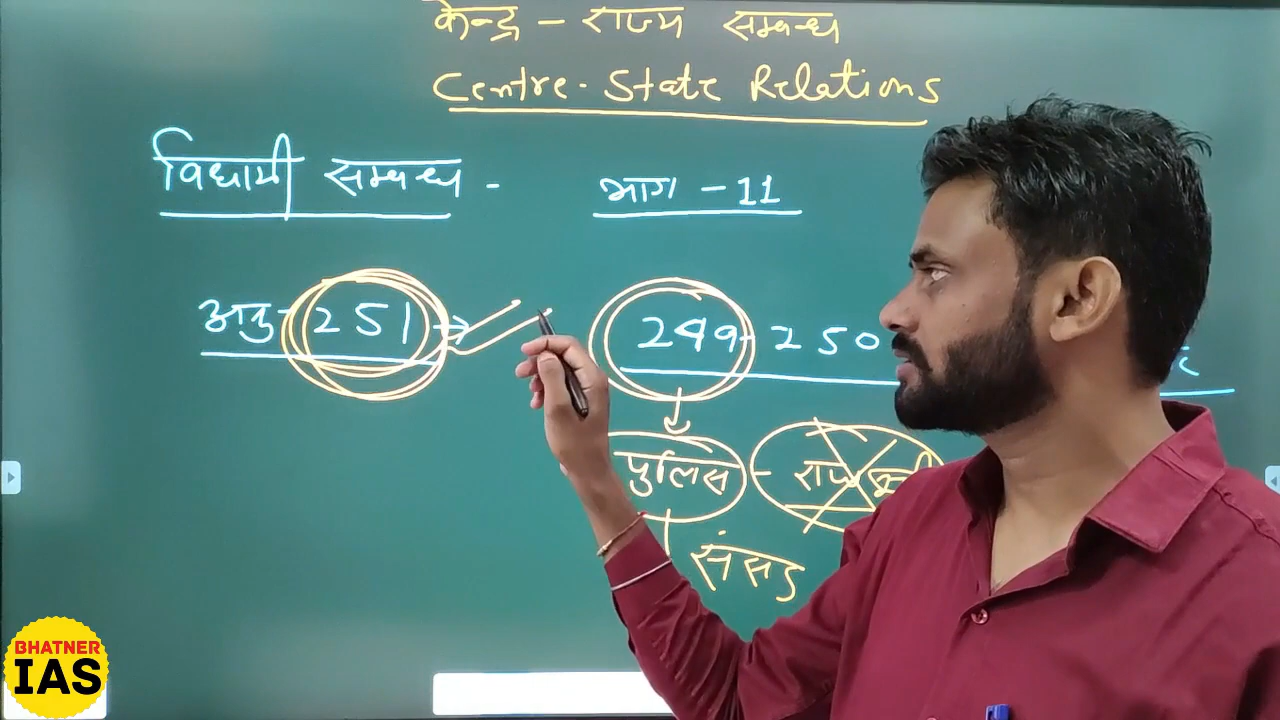 केन्द्र - राज्य सम्बन्ध
Centre-State Relations
विधायी सम्बन्ध - भाग - 11
अनु 251 → 249 - 250
पुलिस - राज्य
संसद
BHATNER
IAS